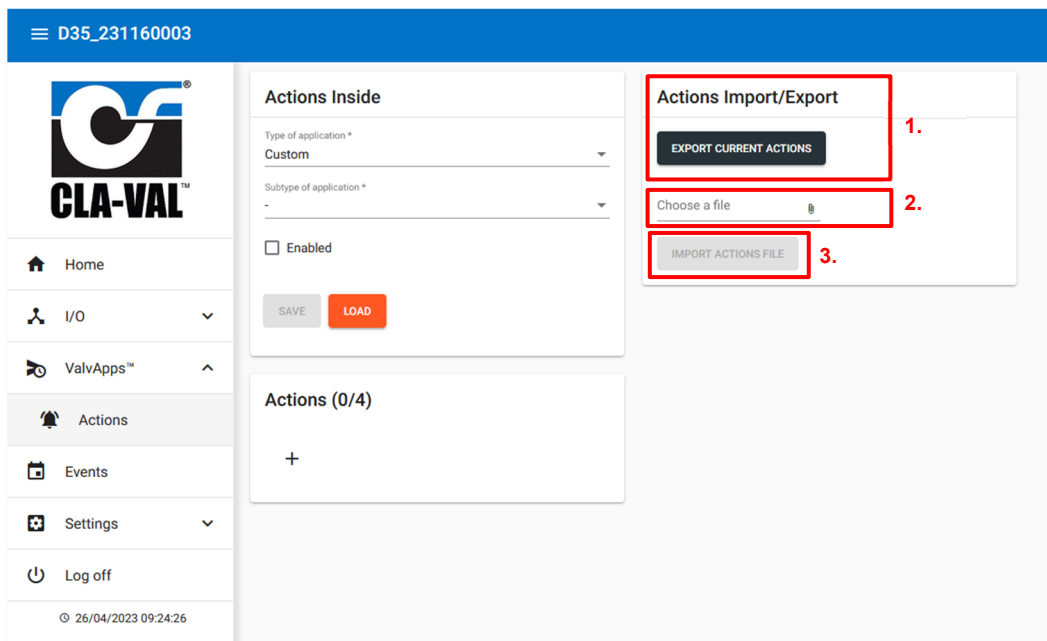 D35_231160003
®
CLA-VAL™
Home
I/O
ValvApps™
Actions
Events
Settings
Log off
26/04/2023 09:24:26
Actions Inside
Type of application *
Custom
Subtype of application *
-
Enabled
SAVE LOAD
Actions (0/4)
+
Actions Import/Export
1.
EXPORT CURRENT ACTIONS
Choose a file
2.
IMPORT ACTIONS FILE
3.